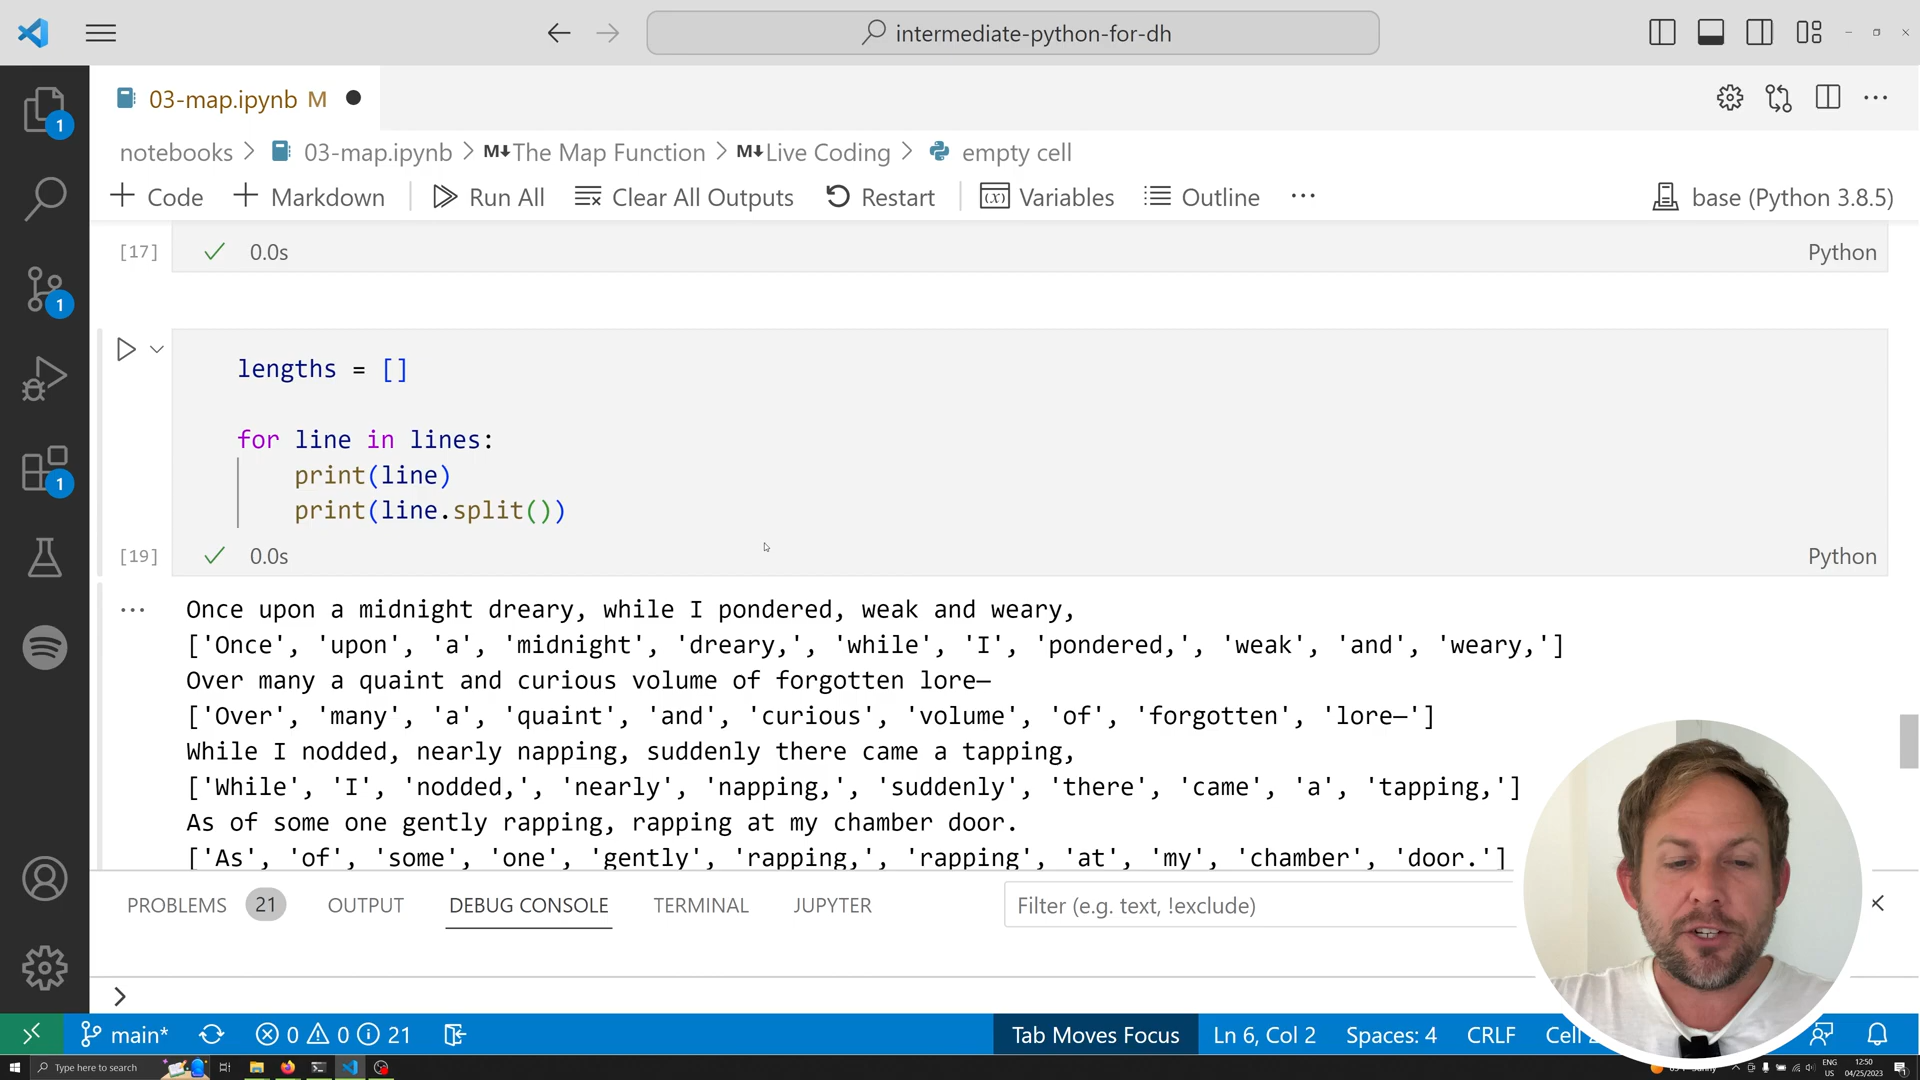 intermediate-python-for-dh
03-map.ipynb M
notebooks > 03-map.ipynb > M↓The Map Function > M↓Live Coding > empty cell
+ Code + Markdown | Run All Clear All Outputs Restart | Variables Outline ...
base (Python 3.8.5)
[17] ✓ 0.0s Python
lengths = []
for line in lines:
print(line)
print(line.split())
[19] ✓ 0.0s Python
Once upon a midnight dreary, while I pondered, weak and weary,
['Once', 'upon', 'a', 'midnight', 'dreary,', 'while', 'I', 'pondered,', 'weak', 'and', 'weary,']
Over many a quaint and curious volume of forgotten lore—
['Over', 'many', 'a', 'quaint', 'and', 'curious', 'volume', 'of', 'forgotten', 'lore—']
While I nodded, nearly napping, suddenly there came a tapping,
['While', 'I', 'nodded,', 'nearly', 'napping,', 'suddenly', 'there', 'came', 'a', 'tapping,']
As of some one gently rapping, rapping at my chamber door.
['As', 'of', 'some', 'one', 'gently', 'rapping,', 'rapping', 'at', 'my', 'chamber', 'door.']
PROBLEMS 21 OUTPUT DEBUG CONSOLE TERMINAL JUPYTER
Filter (e.g. text, !exclude)
>
1
1
1
main* 0 0 21
Tab Moves Focus Ln 6, Col 2 Spaces: 4 CRLF Cell
Type here to search
ENG
US
12:50
04/25/2023